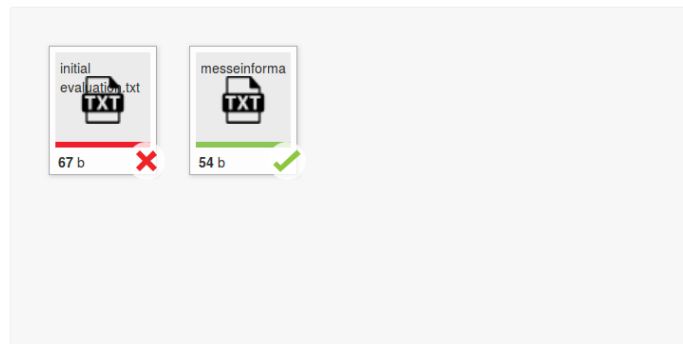 initial
evaluation.txt
TXT
67 b
messeinforma
TXT
54 b